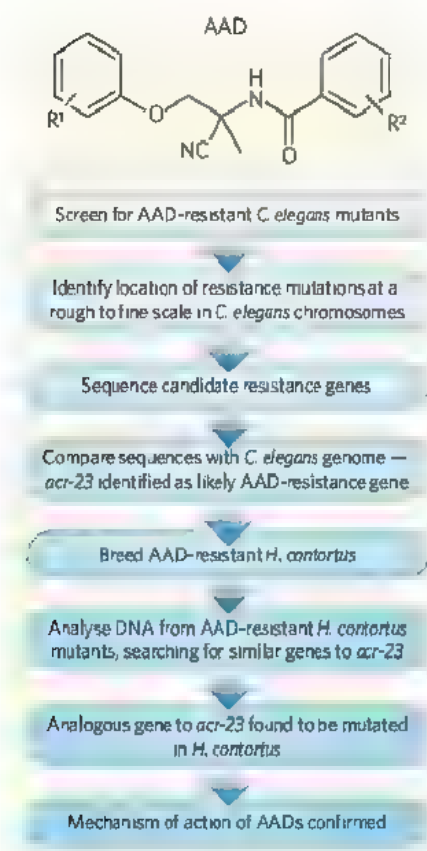 AAD
H
N
R¹
O
R²
NC
O
Screen for AAD-resistant C. elegans mutants
Identify location of resistance mutations at a
rough to fine scale in C. elegans chromosomes
Sequence candidate resistance genes
Compare sequences with C. elegans genome —
acr-23 identified as likely AAD-resistance gene
Breed AAD-resistant H. contortus
Analyse DNA from AAD-resistant H. contortus
mutants, searching for similar genes to acr-23
Analogous gene to acr-23 found to be mutated
in H. contortus
Mechanism of action of AADs confirmed